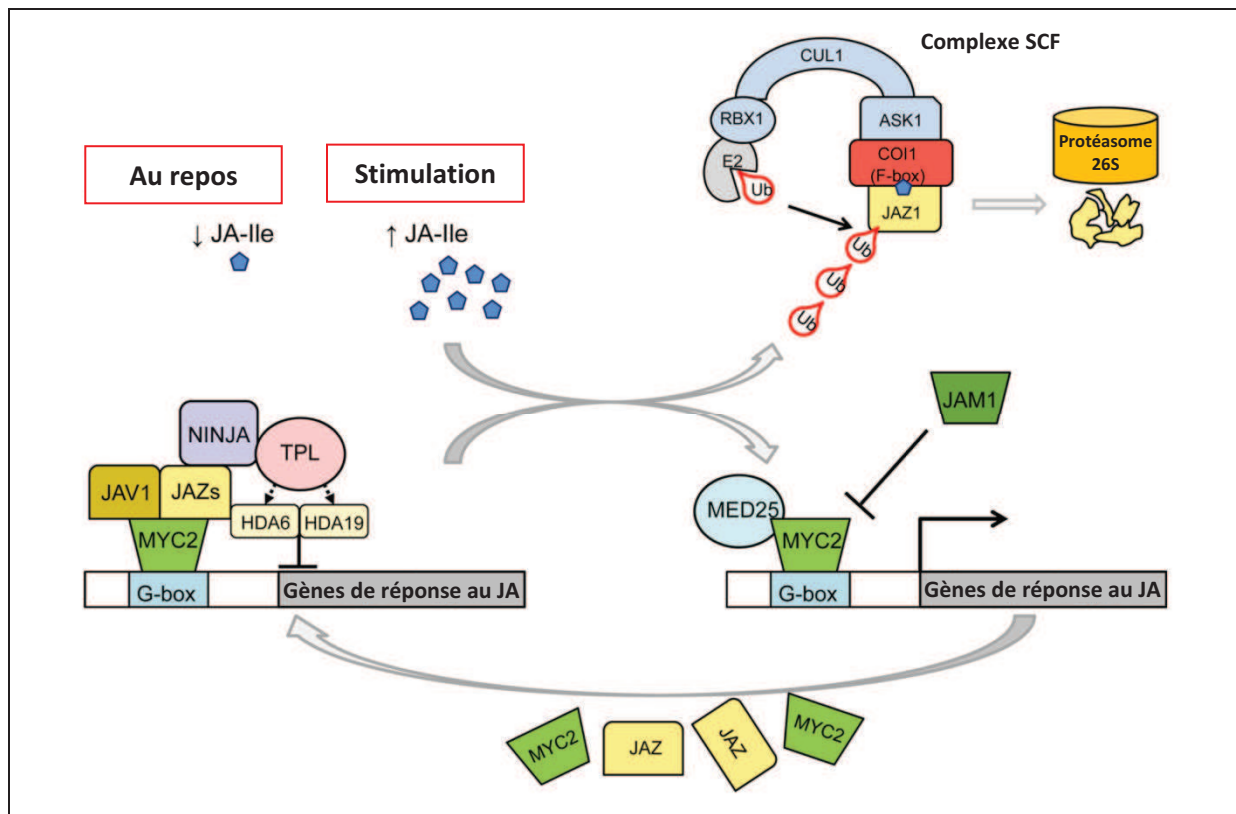 Complexe SCF
CUL1
RBX1
ASK1
E2
COI1
(F-box)
Ub
JAZ1
Ub
Ub
Ub
Protéasome
26S
Au repos
Stimulation
↓ JA-Ile
↑ JA-Ile
NINJA
TPL
JAV1
JAZs
HDA6
HDA19
MYC2
G-box
Gènes de réponse au JA
JAM1
MED25
MYC2
G-box
Gènes de réponse au JA
MYC2
JAZ
JAZ
MYC2